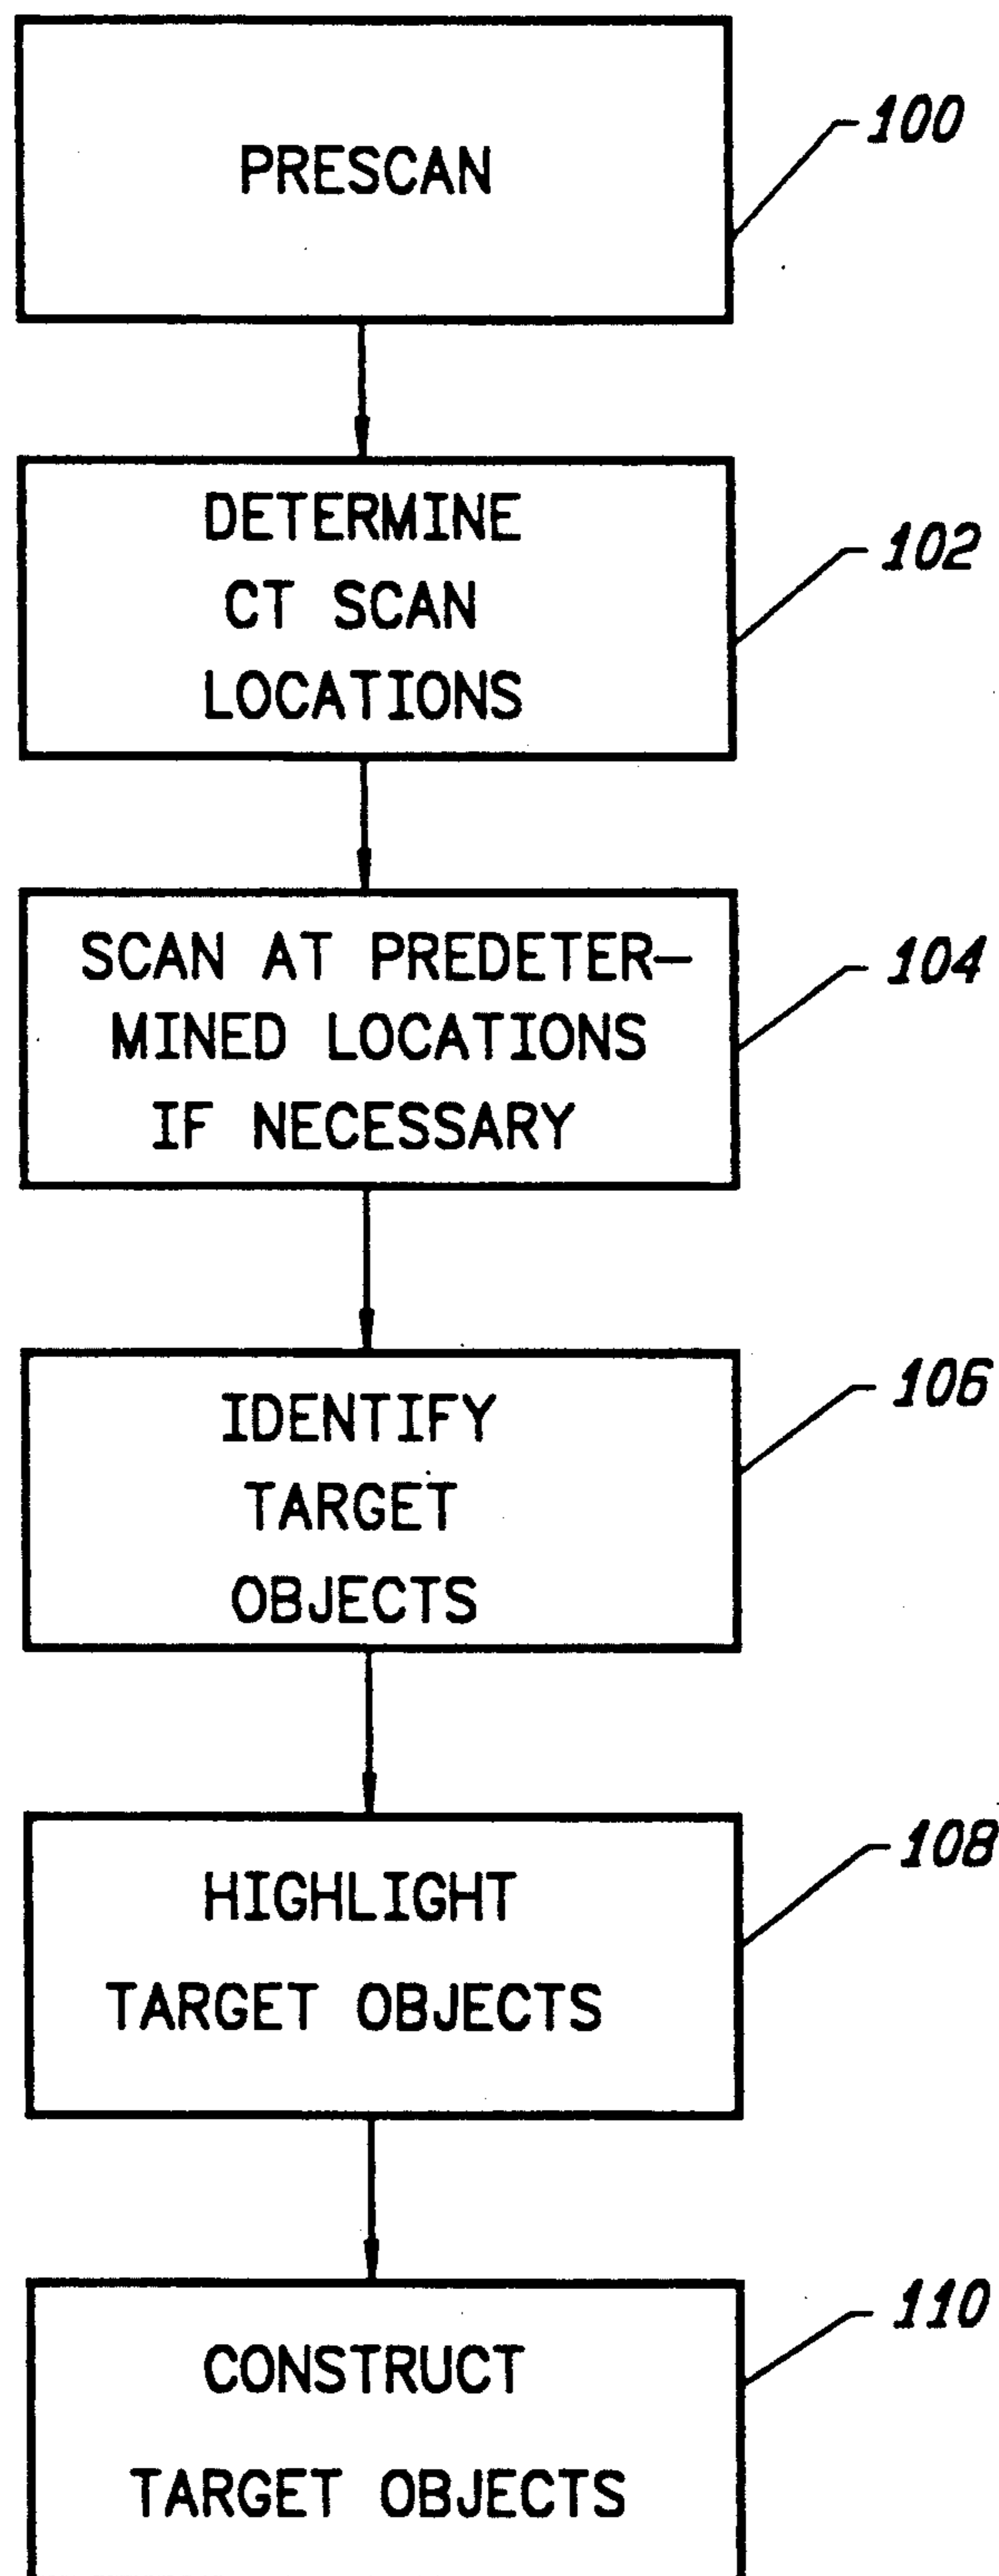 PRESCAN
100
DETERMINE
CT SCAN
LOCATIONS
102
SCAN AT PREDETER-
MINED LOCATIONS
IF NECESSARY
104
IDENTIFY
TARGET
OBJECTS
106
HIGHLIGHT
TARGET OBJECTS
108
CONSTRUCT
TARGET OBJECTS
110